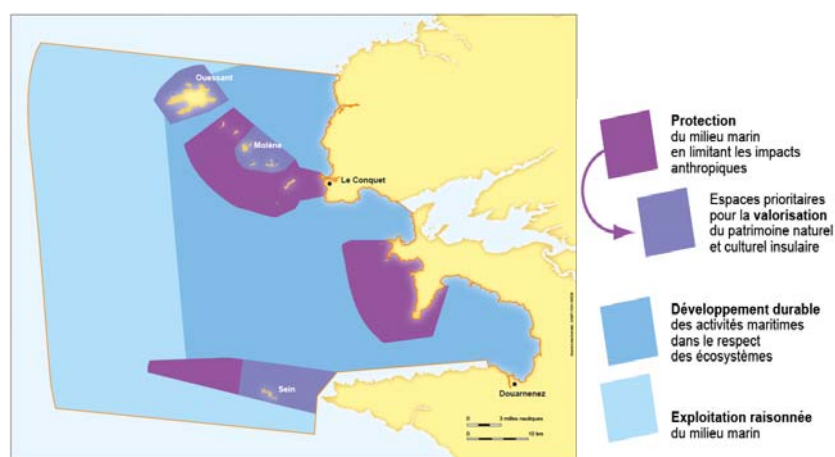 Ouessant
Molène
Le Conquet
Sein
Douarnenez
0 3 milles nautiques
0 10 km
Protection
du milieu marin
en limitant les impacts
anthropiques
Espaces prioritaires
pour la valorisation
du patrimoine naturel
et culturel insulaire
Développement durable
des activités maritimes
dans le respect
des écosystèmes
Exploitation raisonnée
du milieu marin